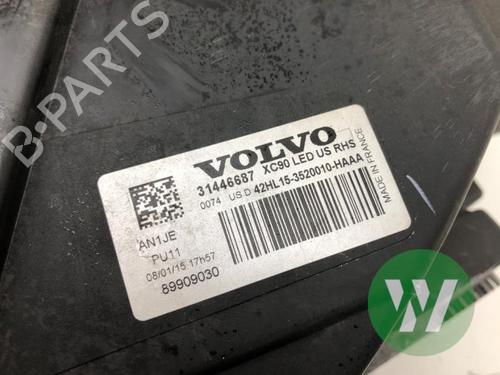 B-PARTS
VOLVO
31446687 XC90 LED US RHS
0074 US D 42HL15-3520010-HAAA
MADE IN FRANCE
AN1JE
PU11
08/01/15 17h57
89909030
W